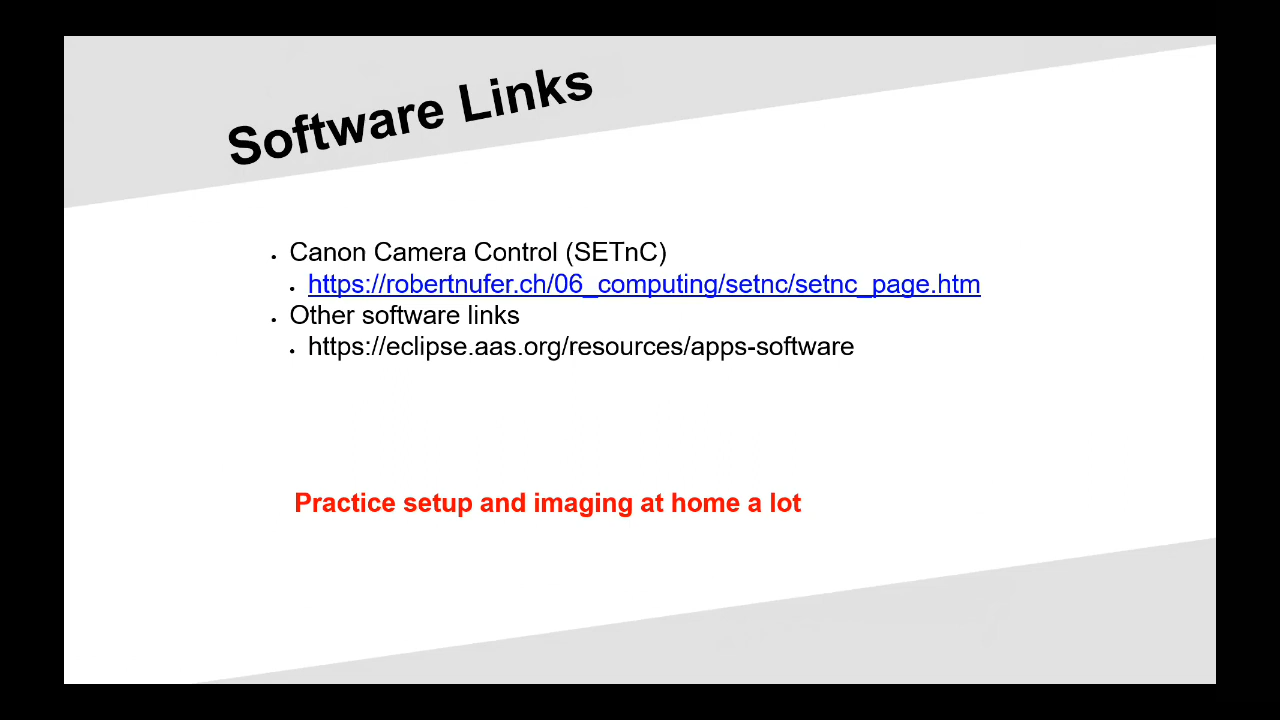 Software Links
• Canon Camera Control (SETnC)
• https://robertnufer.ch/06_computing/setnc/setnc_page.htm
• Other software links
• https://eclipse.aas.org/resources/apps-software
Practice setup and imaging at home a lot